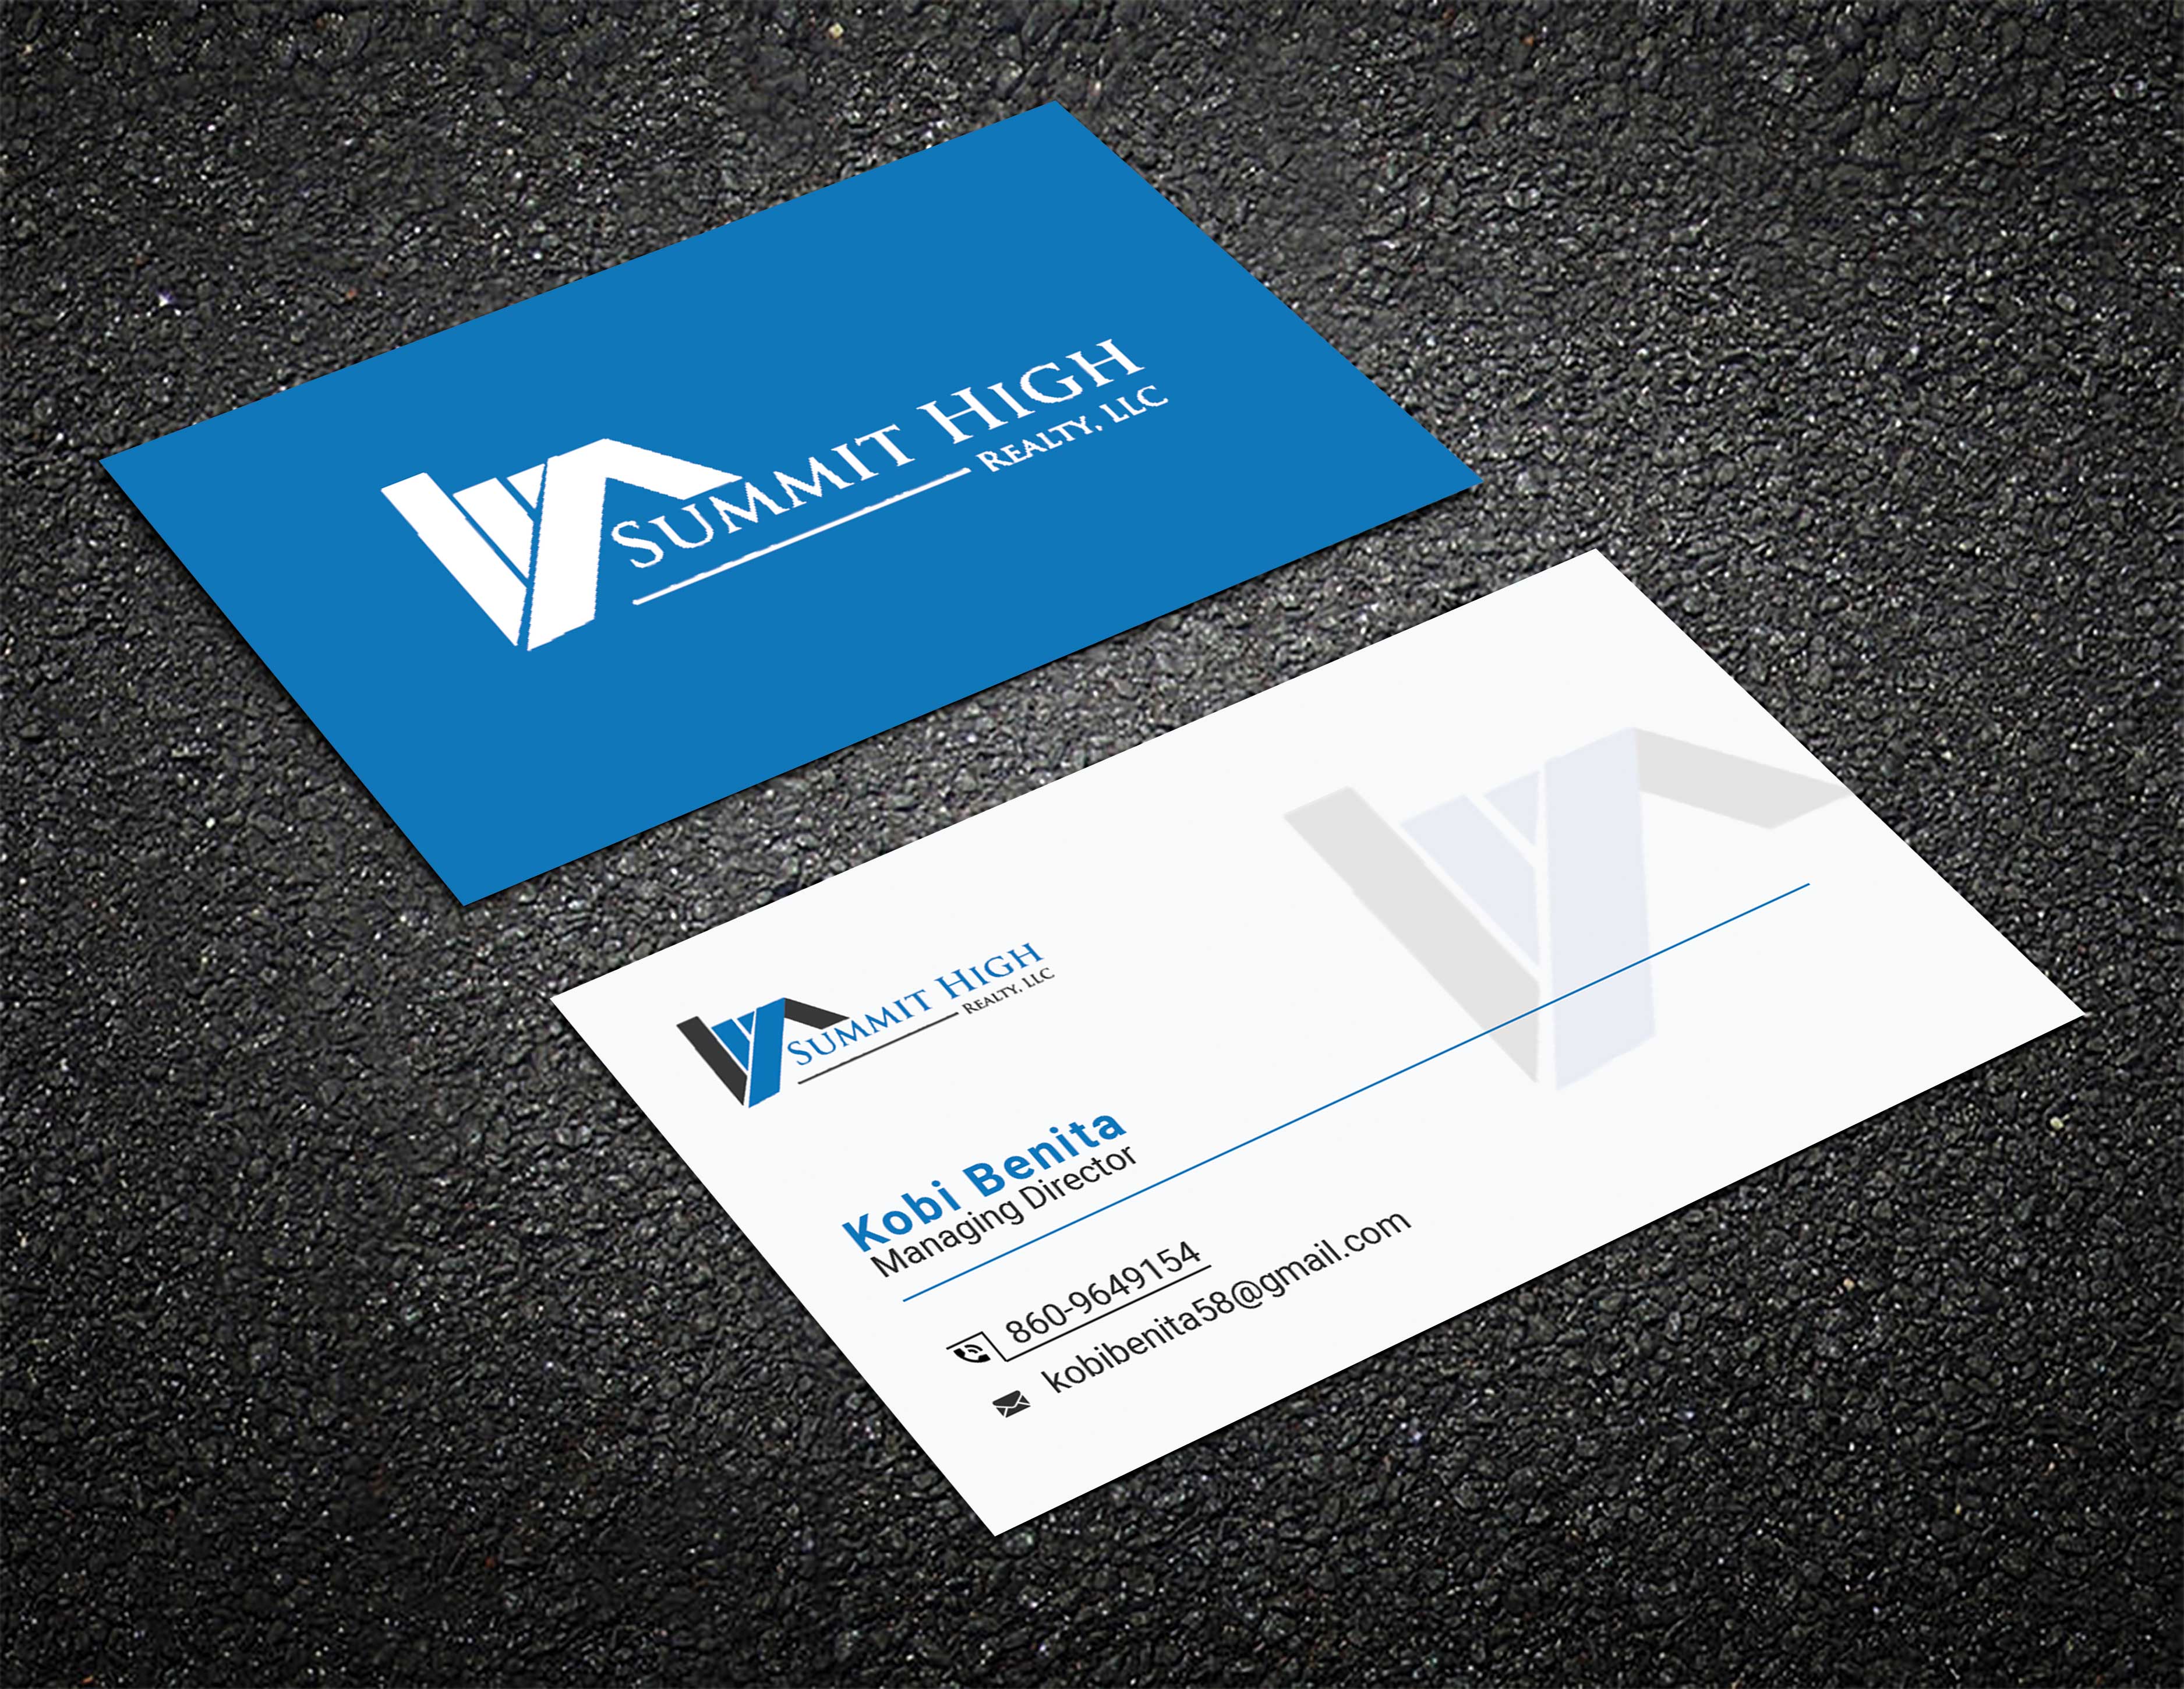 SUMMIT HIGH
REALTY, LLC
SUMMIT HIGH
REALTY, LLC
Kobi Benita
Managing Director
860-9649154
kobibenita58@gmail.com